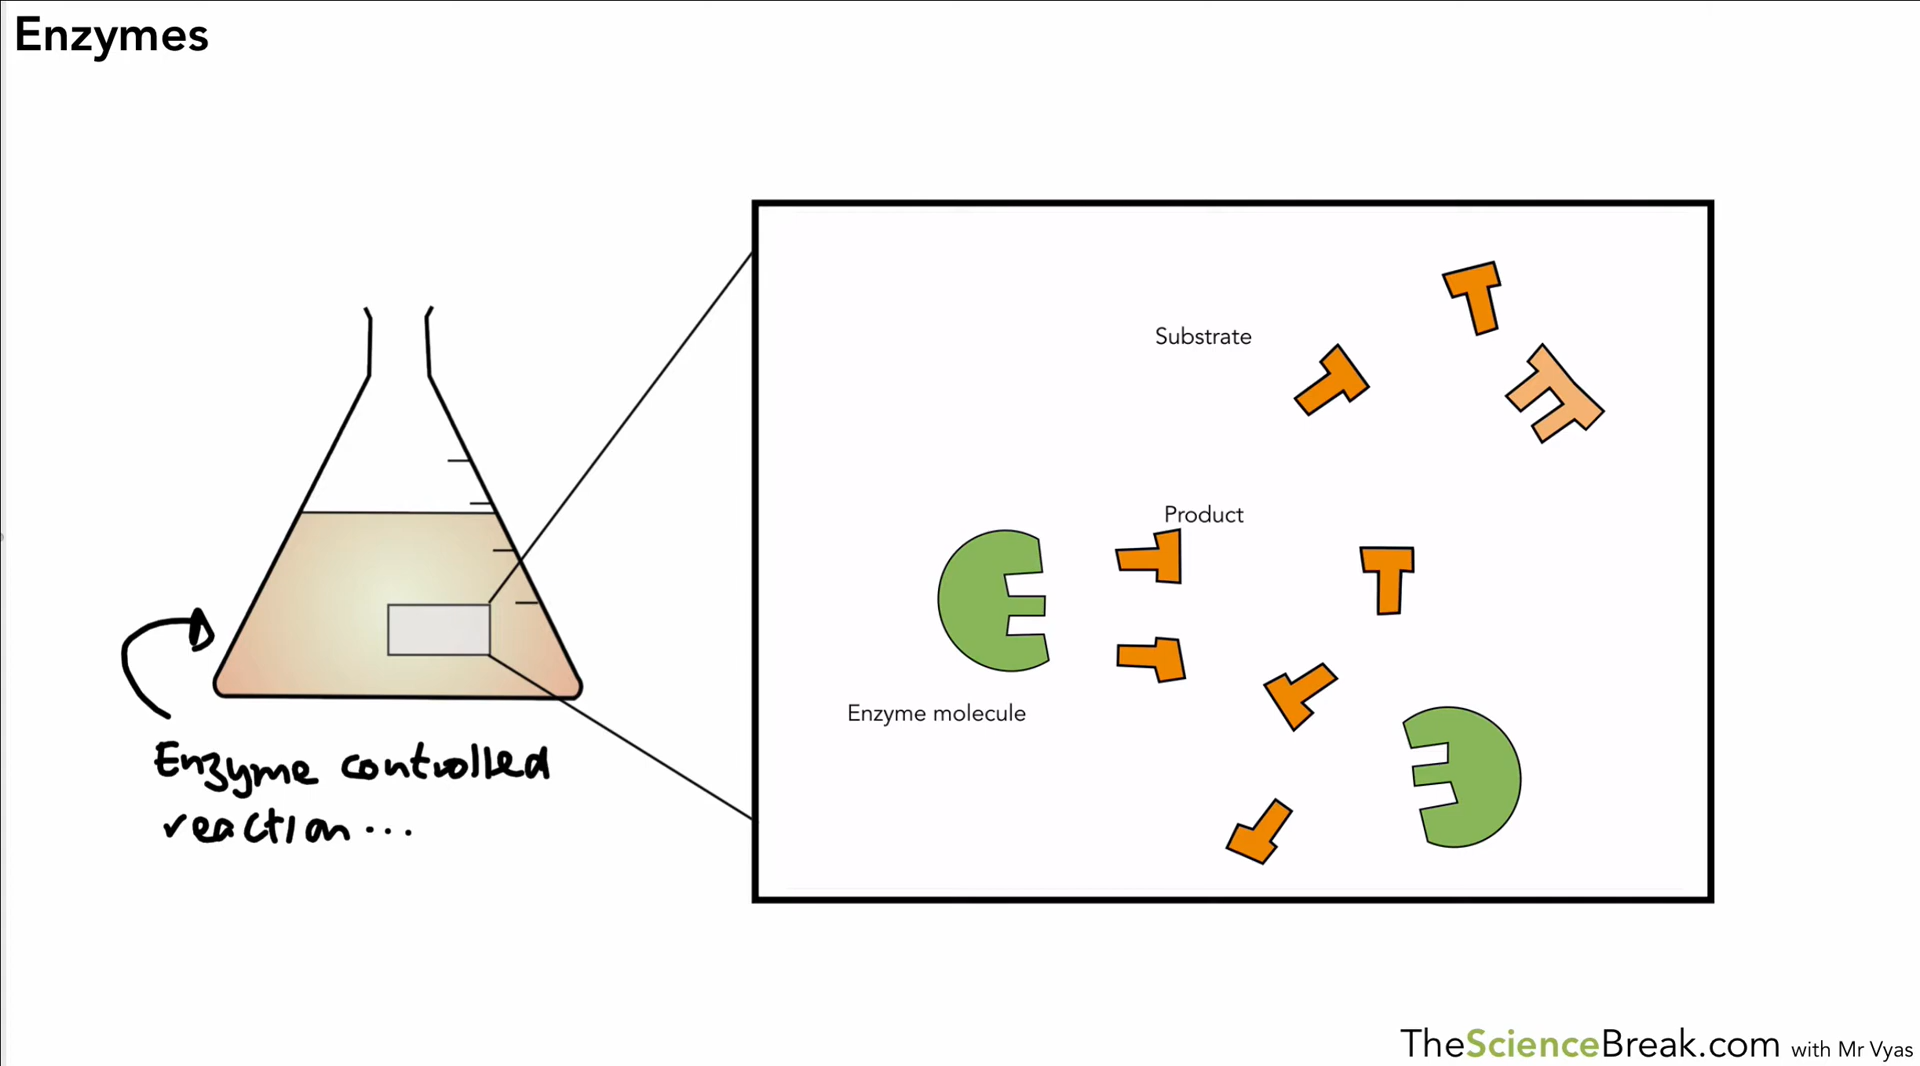 Enzymes
Substrate
Product
Enzyme molecule
Enzyme controlled
reaction...
TheScienceBreak.com with Mr Vyas